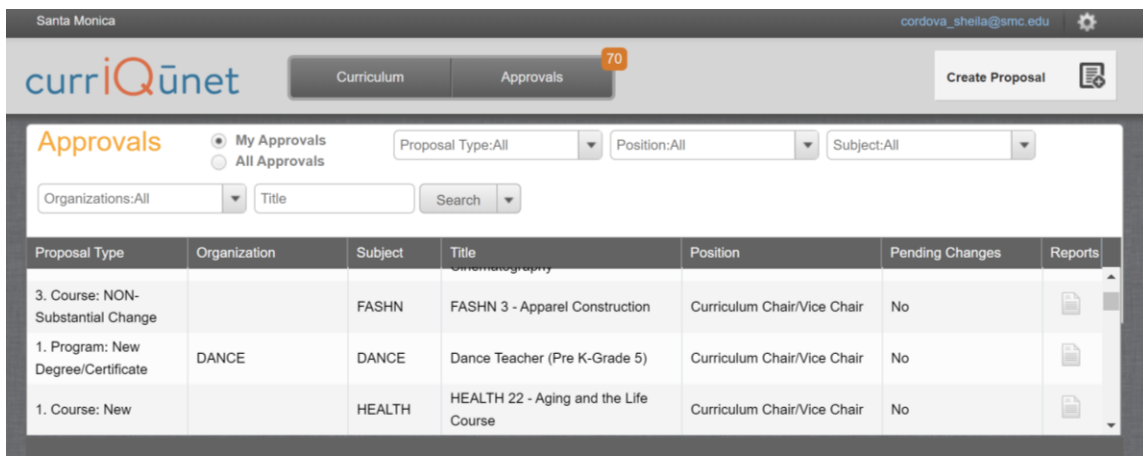 Santa Monica
cordova_sheila@smc.edu
currIQūnet
Curriculum
Approvals
70
Create Proposal
Approvals
My Approvals
All Approvals
Proposal Type:All
Position:All
Subject:All
Organizations:All
Title
Search
Proposal Type Organization Subject Title Position Pending Changes Reports
Cinematography
3. Course: NON-
Substantial Change
FASHN
FASHN 3 - Apparel Construction
Curriculum Chair/Vice Chair
No
1. Program: New
Degree/Certificate
DANCE
DANCE
Dance Teacher (Pre K-Grade 5)
Curriculum Chair/Vice Chair
No
1. Course: New
HEALTH
HEALTH 22 - Aging and the Life
Course
Curriculum Chair/Vice Chair
No